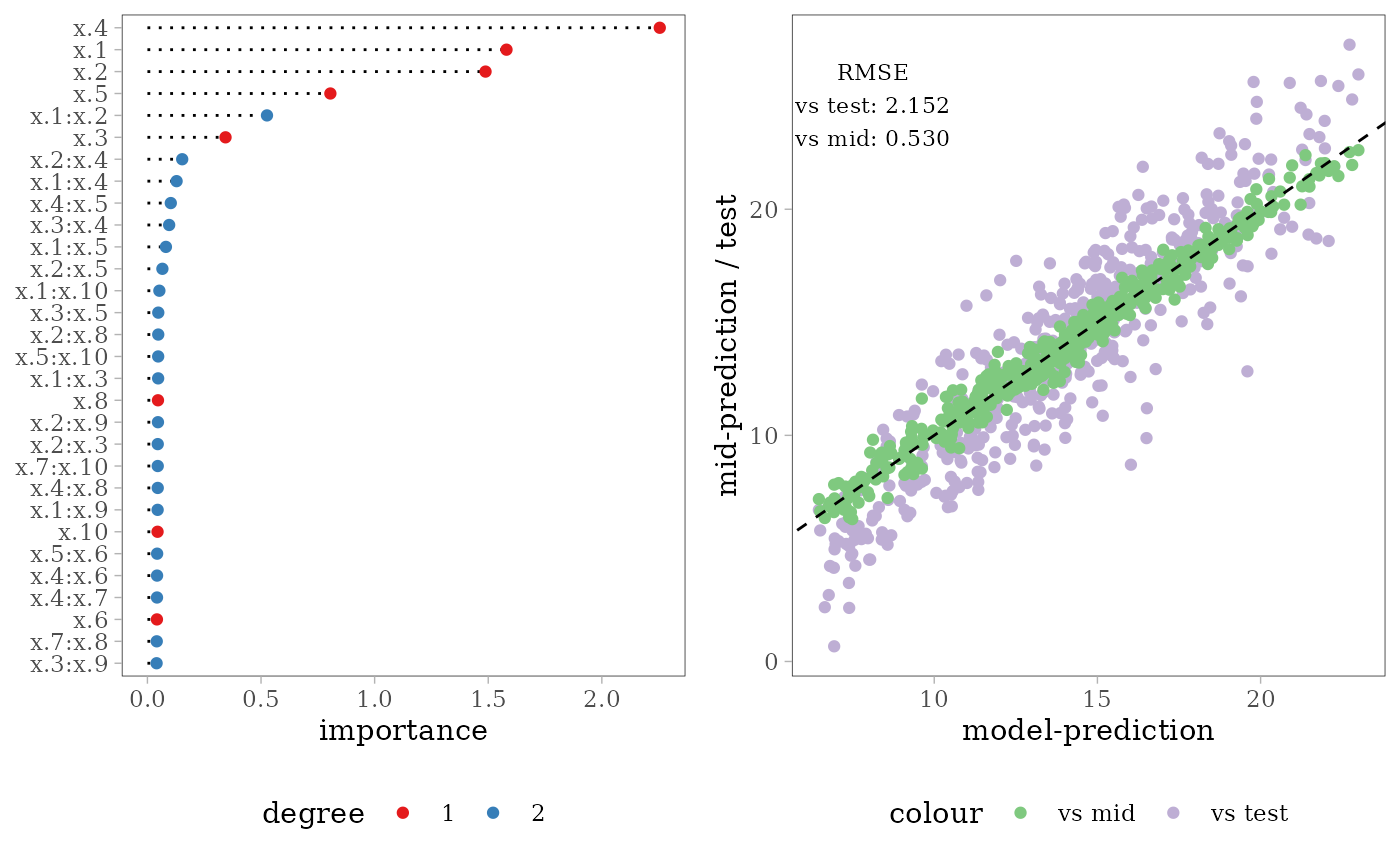 x.4
x.1
x.2
x.5
x.1:x.2
x.3
x.2:x.4
x.1:x.4
x.4:x.5
x.3:x.4
x.1:x.5
x.2:x.5
x.1:x.10
x.3:x.5
x.2:x.8
x.5:x.10
x.1:x.3
x.8
x.2:x.9
x.2:x.3
x.7:x.10
x.4:x.8
x.1:x.9
x.10
x.5:x.6
x.4:x.6
x.4:x.7
x.6
x.7:x.8
x.3:x.9
0.0 0.5 1.0 1.5 2.0
importance
degree 1 2
mid-prediction / test
20
10
0
RMSE
vs test: 2.152
vs mid: 0.530
10 15 20
model-prediction
colour vs mid vs test